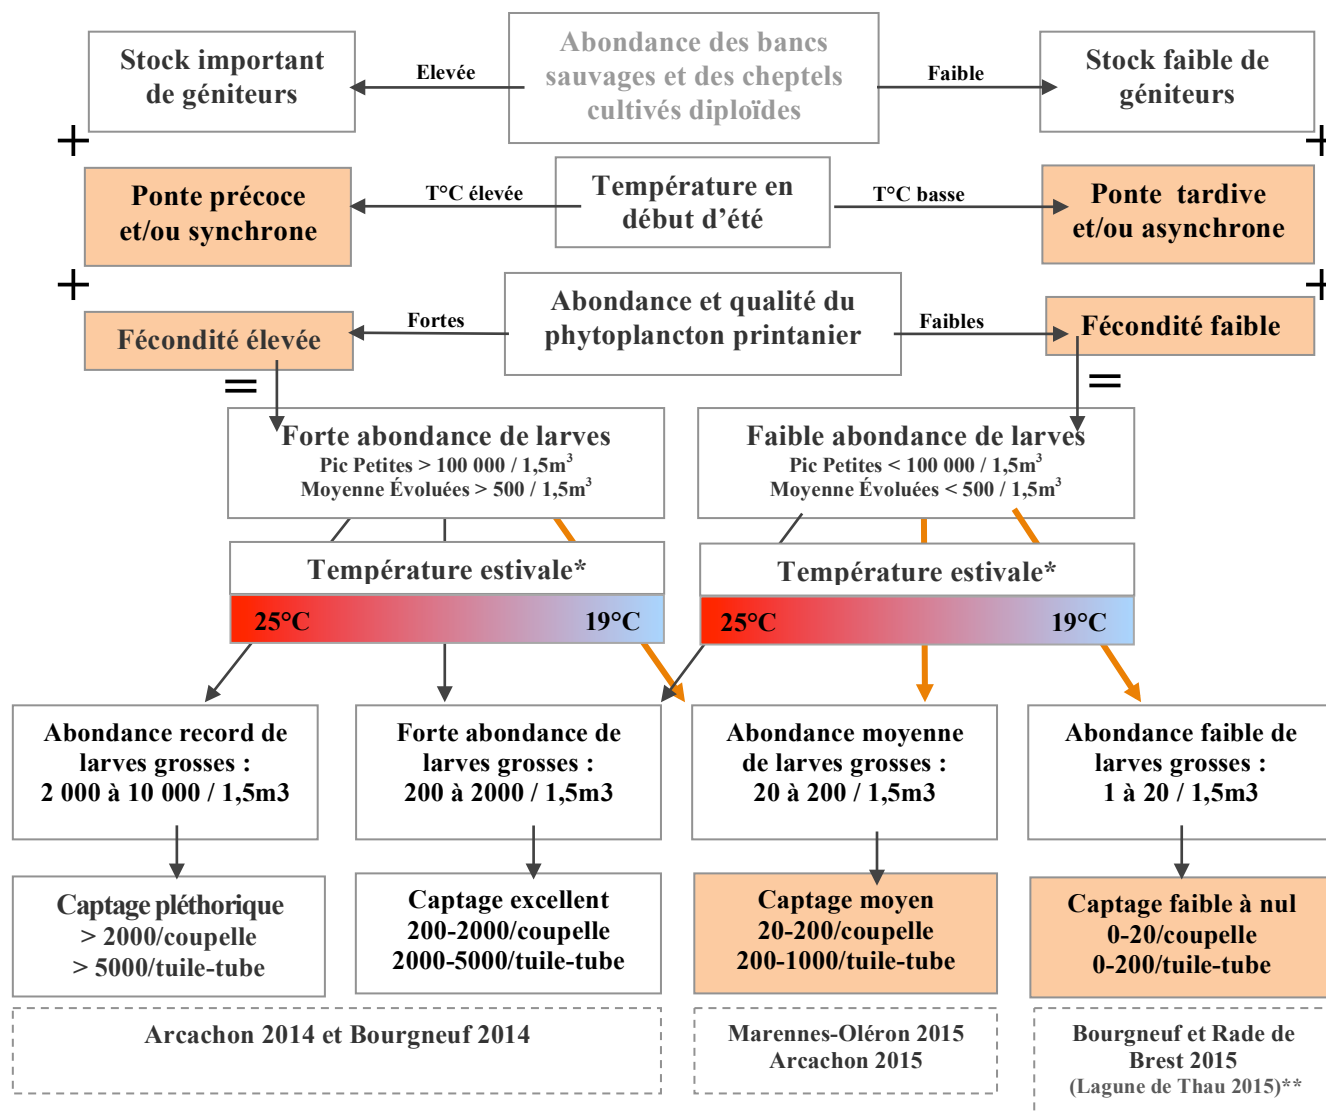 Stock important
de géniteurs
Elevée
Abondance des bancs
sauvages et des cheptels
cultivés diploïdes
Faible
Stock faible de
géniteurs
+
+
Ponte précoce
et/ou synchrone
T°C élevée
Température en
début d'été
T°C basse
Ponte tardive
et/ou asynchrone
+
+
Fécondité élevée
Fortes
Abondance et qualité du
phytoplancton printanier
Faibles
Fécondité faible
=
=
Forte abondance de larves
Pic Petites > 100 000 / 1,5m³
Moyenne Évoluées > 500 / 1,5m³
Faible abondance de larves
Pic Petites < 100 000 / 1,5m³
Moyenne Évoluées < 500 / 1,5m³
Température estivale*
25°C 19°C
Température estivale*
25°C 19°C
Abondance record de
larves grosses :
2 000 à 10 000 / 1,5m3
Forte abondance de
larves grosses :
200 à 2000 / 1,5m3
Abondance moyenne
de larves grosses :
20 à 200 / 1,5m3
Abondance faible de
larves grosses :
1 à 20 / 1,5m3
Captage pléthorique
> 2000/coupelle
> 5000/tuile-tube
Captage excellent
200-2000/coupelle
2000-5000/tuile-tube
Captage moyen
20-200/coupelle
200-1000/tuile-tube
Captage faible à nul
0-20/coupelle
0-200/tuile-tube
Arcachon 2014 et Bourgneuf 2014
Marennes-Oléron 2015
Arcachon 2015
Bourgneuf et Rade de
Brest 2015
(Lagune de Thau 2015)**